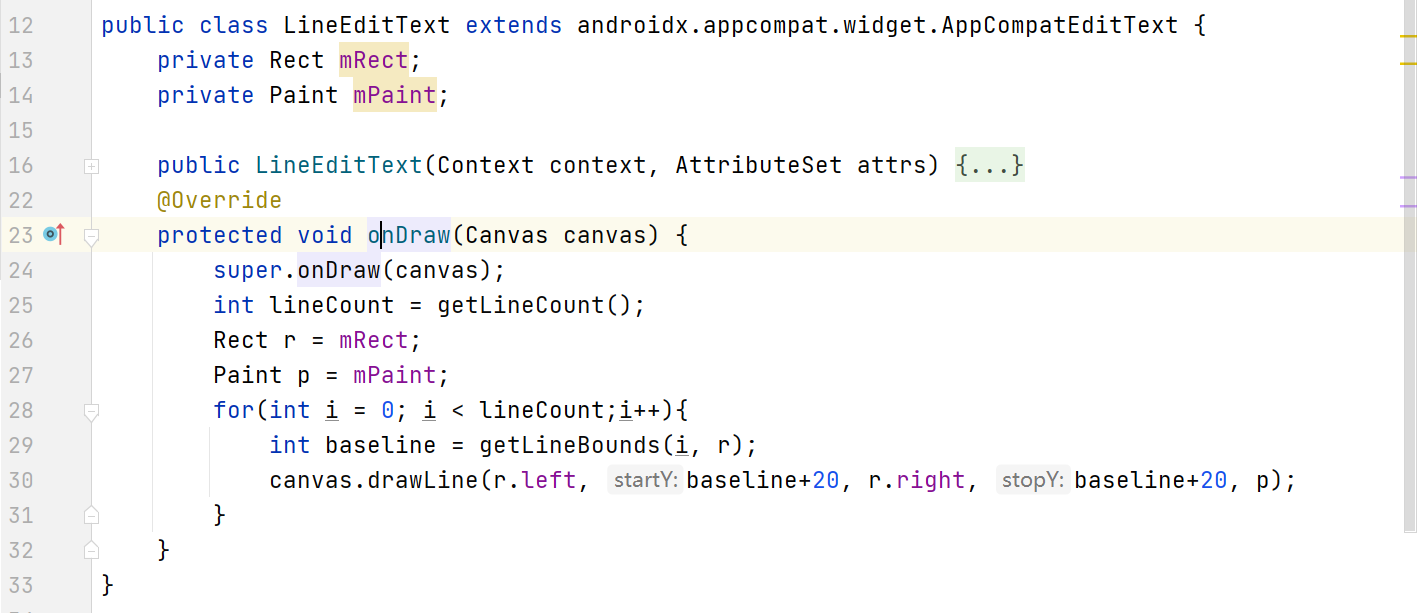 12 public class LineEditText extends androidx.appcompat.widget.AppCompatEditText {
13     private Rect mRect;
14     private Paint mPaint;
15
16     public LineEditText(Context context, AttributeSet attrs) {...}
22     @Override
23     protected void onDraw(Canvas canvas) {
24         super.onDraw(canvas);
25         int lineCount = getLineCount();
26         Rect r = mRect;
27         Paint p = mPaint;
28         for(int i = 0; i < lineCount;i++){
29             int baseline = getLineBounds(i, r);
30             canvas.drawLine(r.left, startY: baseline+20, r.right, stopY: baseline+20, p);
31         }
32     }
33 }